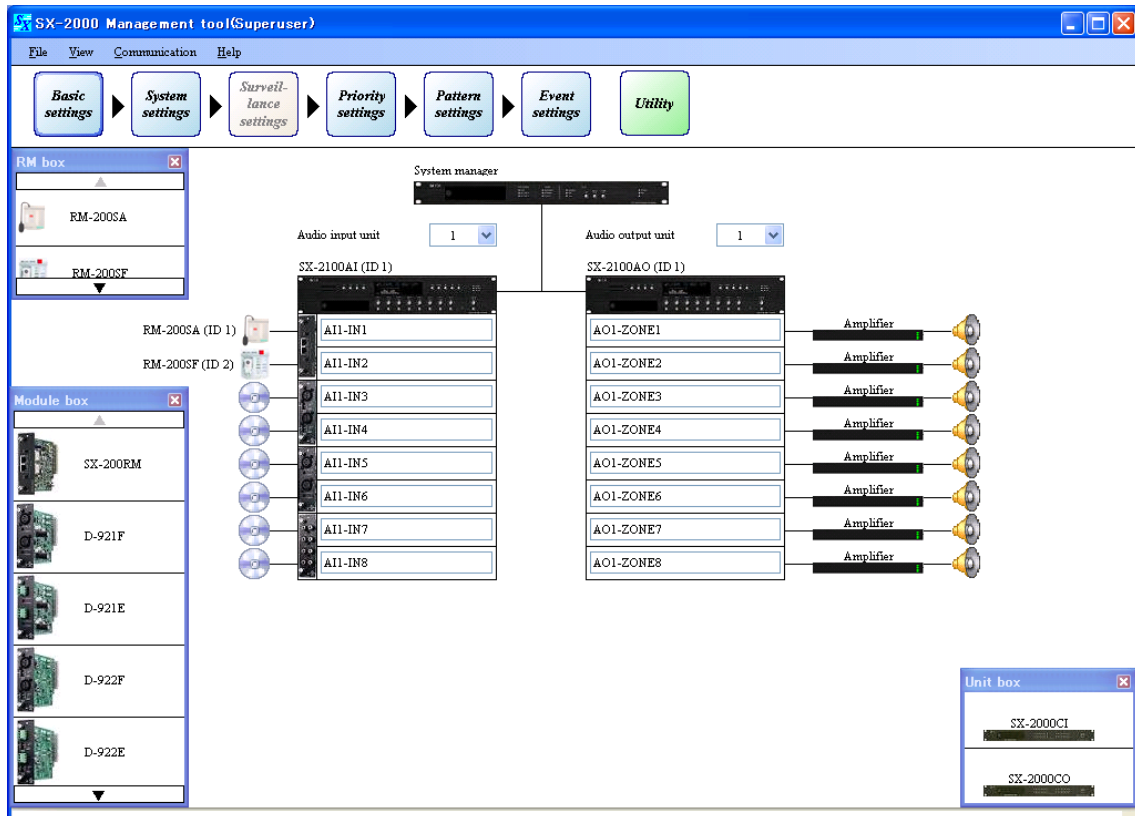 SX-2000 Management tool(Superuser)
File View Communication Help
Basic settings
System settings
Surveil-
lance
settings
Priority settings
Pattern settings
Event settings
Utility
RM box
RM-200SA
RM-200SF
System manager
Audio input unit 1
Audio output unit 1
SX-2100AI (ID 1)
SX-2100AO (ID 1)
RM-200SA (ID 1)
AI1-IN1
AO1-ZONE1
Amplifier
RM-200SF (ID 2)
AI1-IN2
AO1-ZONE2
Amplifier
AI1-IN3
AO1-ZONE3
Amplifier
AI1-IN4
AO1-ZONE4
Amplifier
AI1-IN5
AO1-ZONE5
Amplifier
AI1-IN6
AO1-ZONE6
Amplifier
AI1-IN7
AO1-ZONE7
Amplifier
AI1-IN8
AO1-ZONE8
Amplifier
Module box
SX-200RM
D-921F
D-921E
D-922F
D-922E
Unit box
SX-2000CI
SX-2000CO